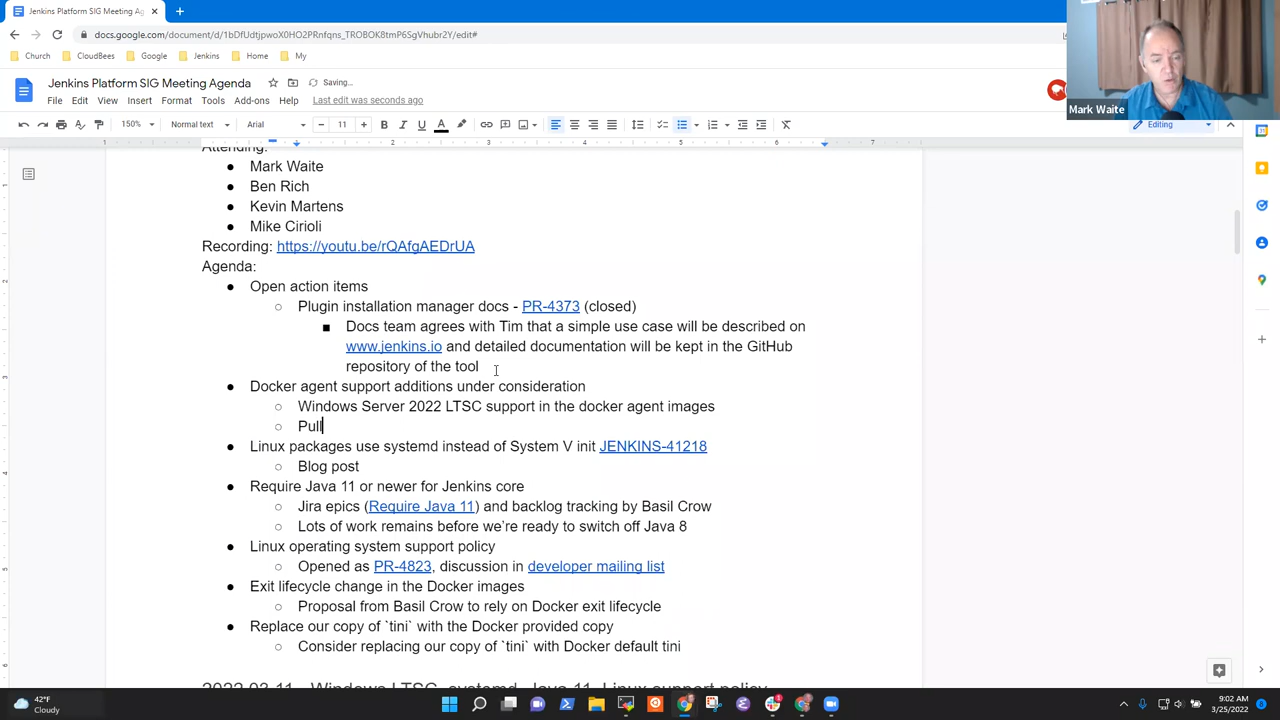 Jenkins Platform SIG Meeting Age
docs.google.com/document/d/1bDfUdtjpwoX0HO2PRnfqns_TROBOK8tmP6SgVhubr2Y/edit#
Church
CloudBees
Google
Jenkins
Home
My
Jenkins Platform SIG Meeting Agenda
Saving...
File Edit View Insert Format Tools Add-ons Help Last edit was seconds ago
Mark Waite
150% Normal text Arial 11
Editing
Attending:
Mark Waite
Ben Rich
Kevin Martens
Mike Cirioli
Recording: https://youtu.be/rQAfgAEDrUA
Agenda:
Open action items
Plugin installation manager docs - PR-4373 (closed)
Docs team agrees with Tim that a simple use case will be described on
www.jenkins.io and detailed documentation will be kept in the GitHub
repository of the tool
Docker agent support additions under consideration
Windows Server 2022 LTSC support in the docker agent images
Pull
Linux packages use systemd instead of System V init JENKINS-41218
Blog post
Require Java 11 or newer for Jenkins core
Jira epics (Require Java 11) and backlog tracking by Basil Crow
Lots of work remains before we're ready to switch off Java 8
Linux operating system support policy
Opened as PR-4823, discussion in developer mailing list
Exit lifecycle change in the Docker images
Proposal from Basil Crow to rely on Docker exit lifecycle
Replace our copy of `tini` with the Docker provided copy
Consider replacing our copy of `tini` with Docker default tini
2022-03-11 - Windows LTSC, systemd, Java 11, Linux support policy
42°F
Cloudy
9:02 AM
3/25/2022